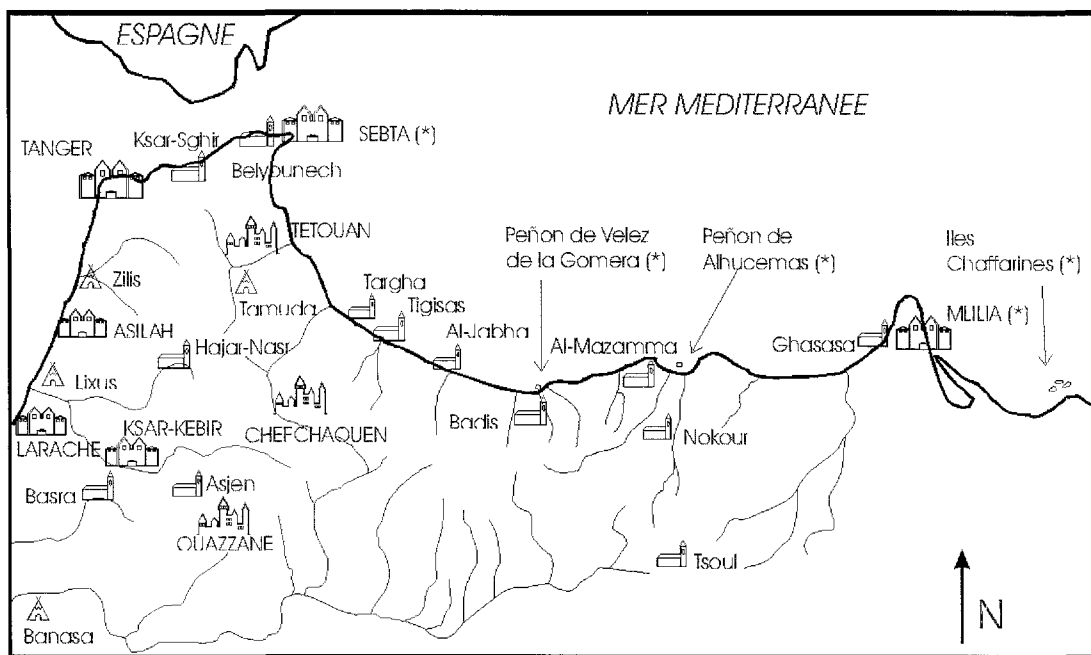 ESPAGNE
MER MEDITERRANEE
Ksar-Sghir
SEBTA (*)
TANGER
Belyounech
TETOUAN
Peñon de Velez
de la Gomera (*)
Peñon de
Alhucemas (*)
Iles
Chaffarines (*)
Zilis
Tamuda
Targha
Tigisas
ASILAH
Al-Jabha
MLILIA (*)
Hajar-Nasr
Al-Mazamma
Ghasasa
Lixus
LARACHE
KSAR-KEBIR
CHEFCHAOUEN
Badis
Nokour
Basra
Asjen
OUAZZANE
Tsoul
Banasa
N